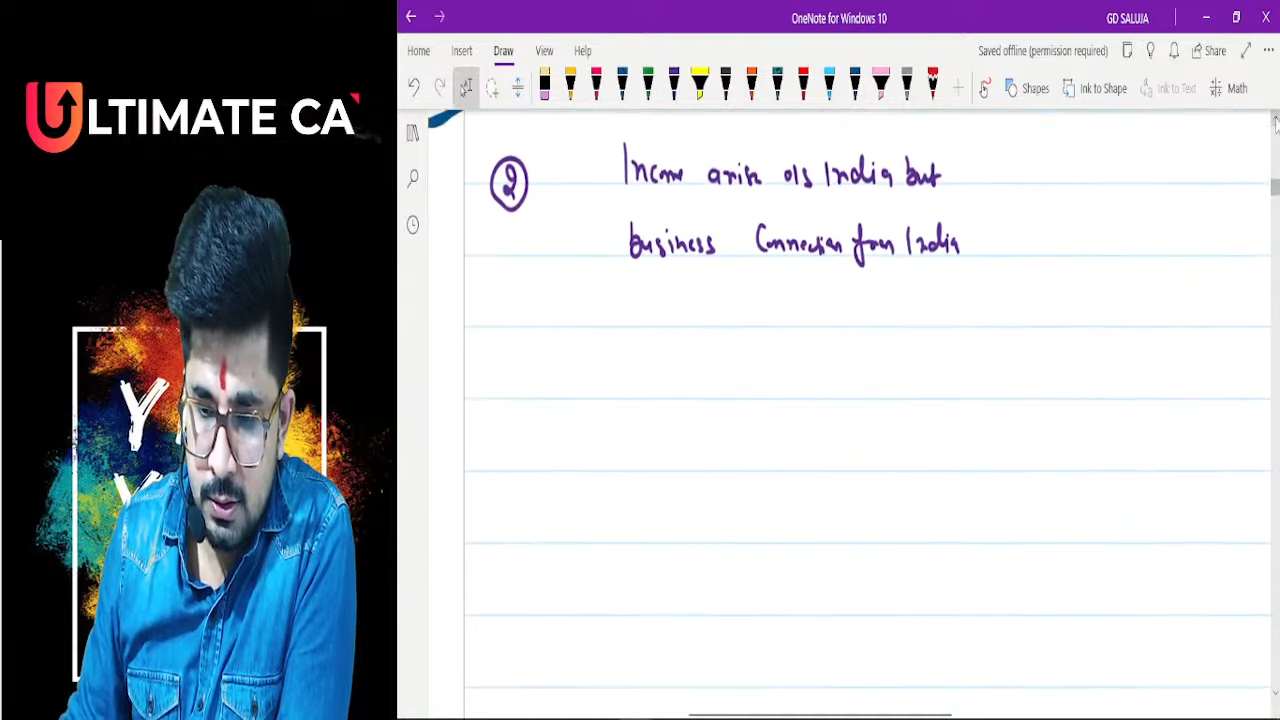 OneNote for Windows 10
GD SALUJA
Home Insert Draw View Help
Saved offline (permission required)
Share
Shapes
Ink to Shape
Ink to Text
Math
ULTIMATE CA
Y
2
Income arise o/s India but
business Connection from India